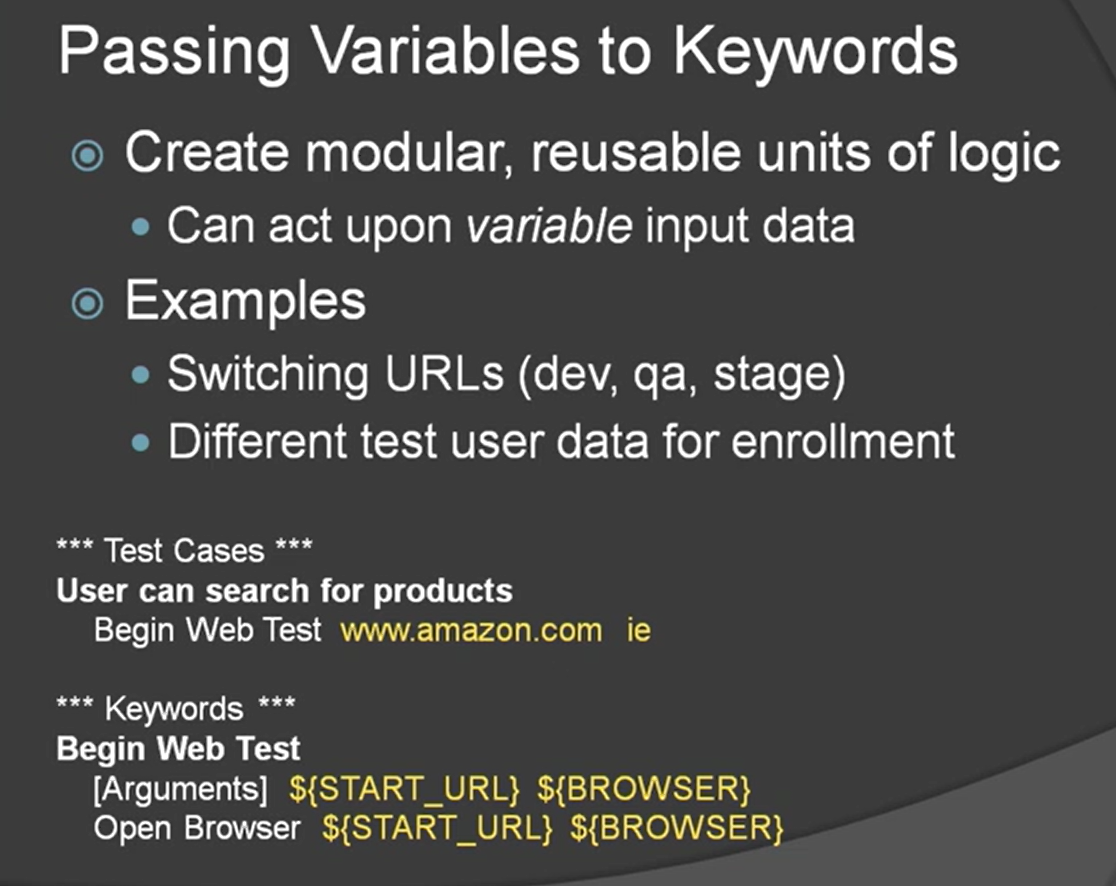 Passing Variables to Keywords
Create modular, reusable units of logic
Can act upon variable input data
Examples
Switching URLs (dev, qa, stage)
Different test user data for enrollment
*** Test Cases ***
User can search for products
Begin Web Test www.amazon.com ie
*** Keywords ***
Begin Web Test
[Arguments] ${START_URL} ${BROWSER}
Open Browser ${START_URL} ${BROWSER}